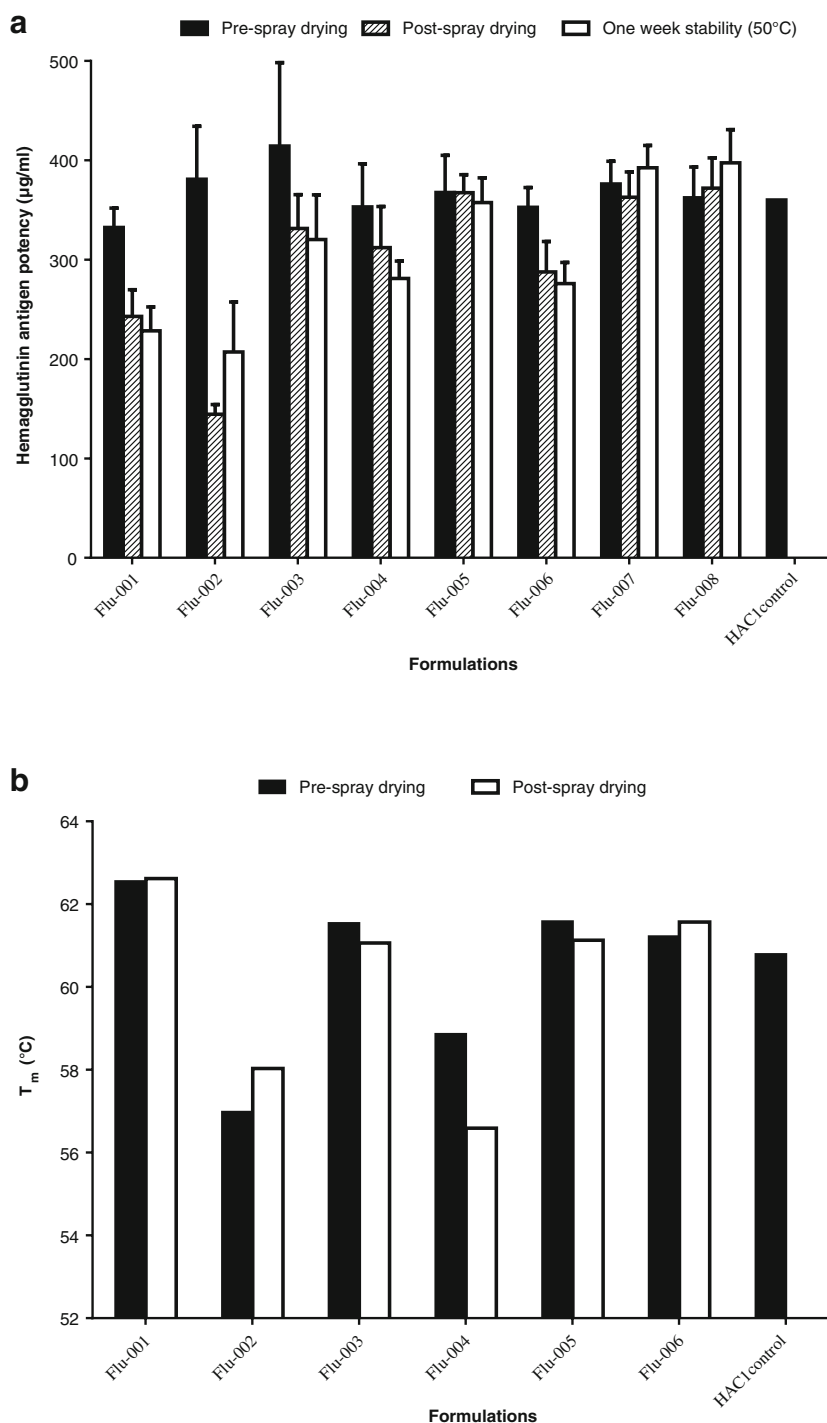 a
Pre-spray drying Post-spray drying One week stability (50°C)
500
400
300
200
100
0
Hemagglutinin antigen potency (µg/ml)
Flu-001 Flu-002 Flu-003 Flu-004 Flu-005 Flu-006 Flu-007 Flu-008 HAC1control
Formulations
b
Pre-spray drying Post-spray drying
64
62
60
58
56
54
52
Tm (°C)
Flu-001 Flu-002 Flu-003 Flu-004 Flu-005 Flu-006 HAC1control
Formulations